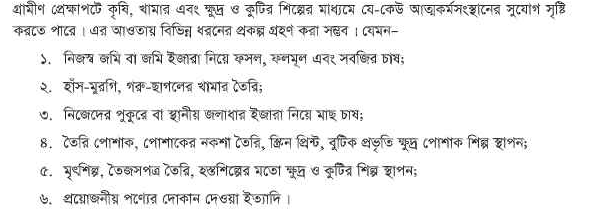 গ্রামীণ প্রেক্ষাপটে কৃষি, খামার এবং ক্ষুদ্র ও কুটির শিল্পের মাধ্যমে যে-কেউ আত্মকর্মসংস্থানের সুযোগ সৃষ্টি
করতে পারে। এর আওতায় বিভিন্ন ধরনের প্রকল্প গ্রহণ করা সম্ভব। যেমন–
১. নিজস্ব জমি বা জমি ইজারা নিয়ে ফসল, ফলমূল এবং সবজির চাষ;
২. হাঁস-মুরগি, গরু-ছাগলের খামার তৈরি;
৩. নিজেদের পুকুরে বা স্থানীয় জলাধার ইজারা নিয়ে মাছ চাষ;
৪. তৈরি পোশাক, পোশাকের নকশা তৈরি, স্ক্রিন প্রিন্ট, বুটিক প্রভৃতি ক্ষুদ্র পোশাক শিল্প স্থাপন;
৫. মৃৎশিল্প, তৈজসপত্র তৈরি, হস্তশিল্পের মতো ক্ষুদ্র ও কুটির শিল্প স্থাপন;
৬. প্রয়োজনীয় পণ্যের দোকান দেওয়া ইত্যাদি।